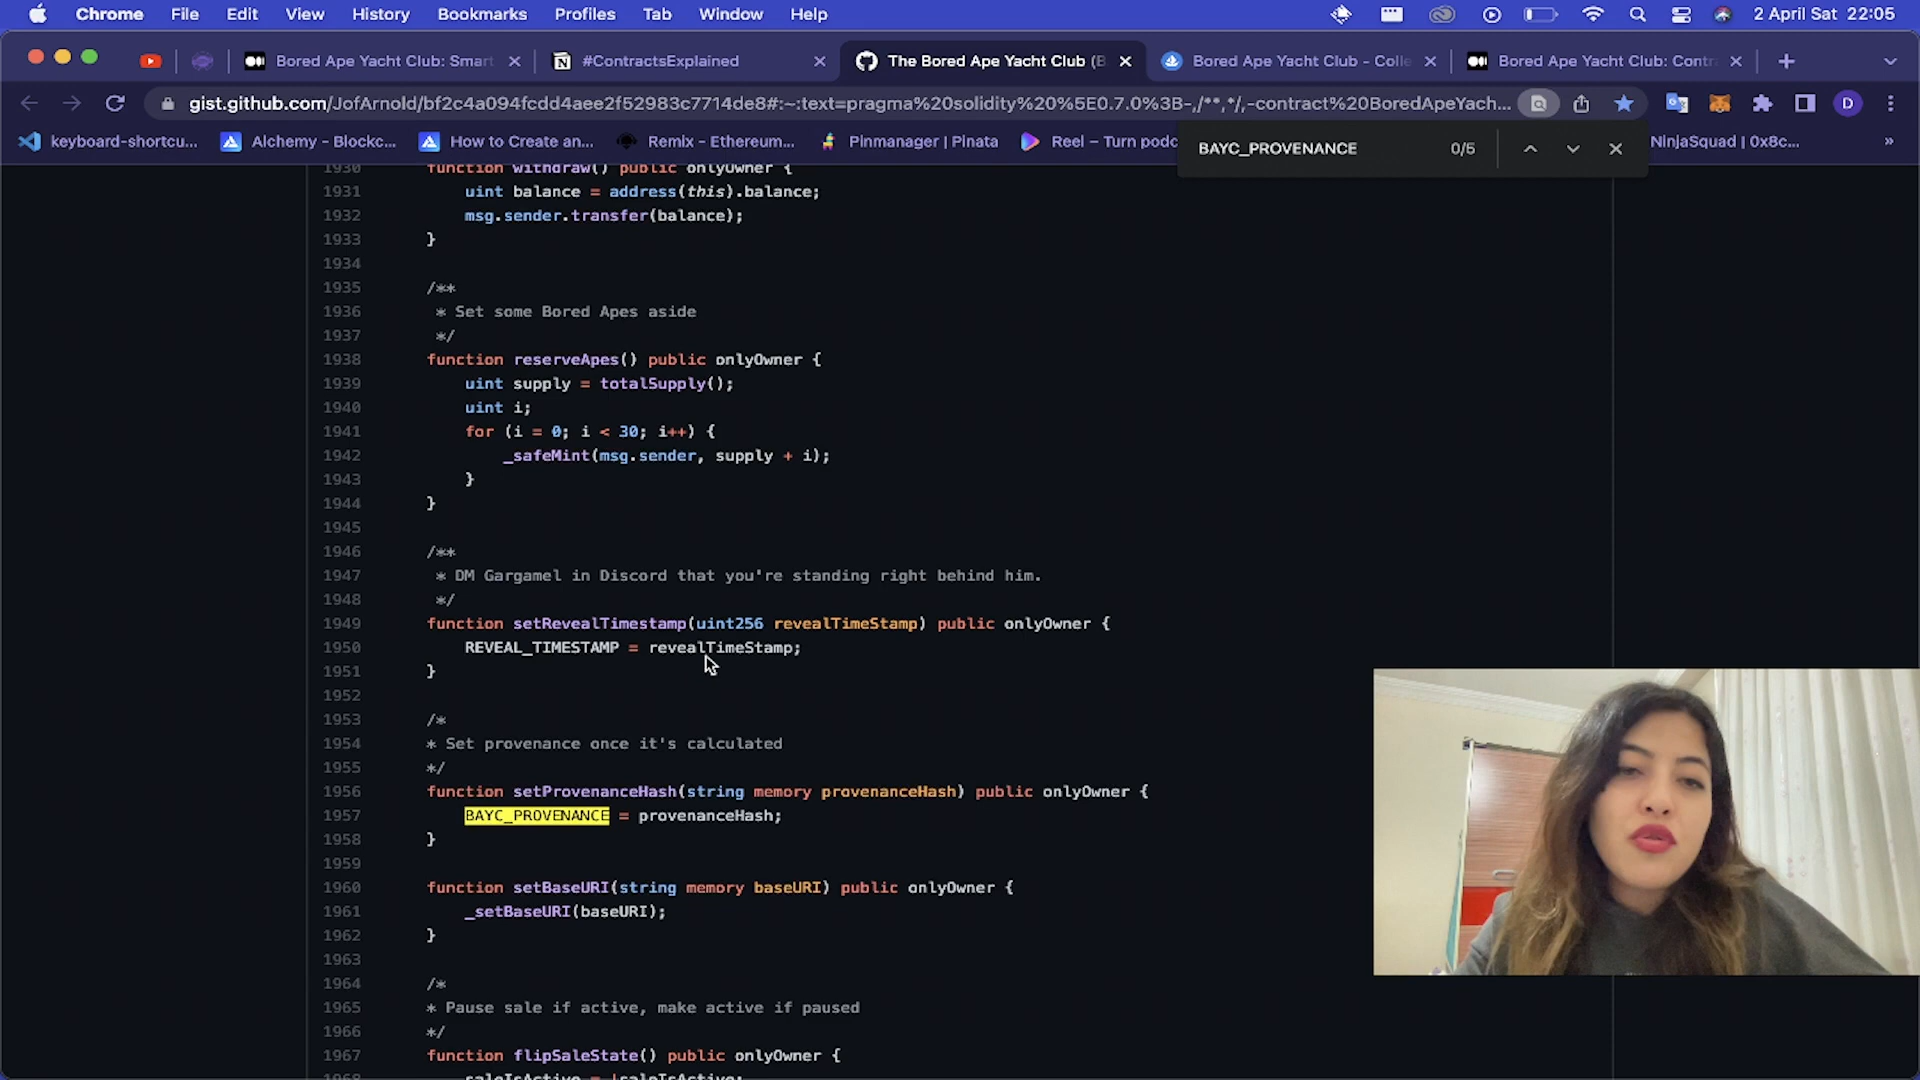 Chrome File Edit View History Bookmarks Profiles Tab Window Help 2 April Sat 22:05
Bored Ape Yacht Club: Smart #ContractsExplained The Bored Ape Yacht Club (B Bored Ape Yacht Club - Colle Bored Ape Yacht Club: Contr
gist.github.com/JofArnold/bf2c4a094fcdd4aee2f52983c7714de8#:~:text=pragma%20solidity%20%5E0.7.0%3B-,/**,*/,-contract%20BoredApeYach... D
keyboard-shortcu... Alchemy - Blockc... How to Create an... Remix - Ethereum... Pinmanager | Pinata Reel – Turn podc NinjaSquad | 0x8c... »
BAYC_PROVENANCE 0/5
1930 function withdraw() public onlyOwner {
1931 uint balance = address(this).balance;
1932 msg.sender.transfer(balance);
1933 }
1934
1935 /**
1936 * Set some Bored Apes aside
1937 */
1938 function reserveApes() public onlyOwner {
1939 uint supply = totalSupply();
1940 uint i;
1941 for (i = 0; i < 30; i++) {
1942 _safeMint(msg.sender, supply + i);
1943 }
1944 }
1945
1946 /**
1947 * DM Gargamel in Discord that you're standing right behind him.
1948 */
1949 function setRevealTimestamp(uint256 revealTimeStamp) public onlyOwner {
1950 REVEAL_TIMESTAMP = revealTimeStamp;
1951 }
1952
1953 /*
1954 * Set provenance once it's calculated
1955 */
1956 function setProvenanceHash(string memory provenanceHash) public onlyOwner {
1957 BAYC_PROVENANCE = provenanceHash;
1958 }
1959
1960 function setBaseURI(string memory baseURI) public onlyOwner {
1961 _setBaseURI(baseURI);
1962 }
1963
1964 /*
1965 * Pause sale if active, make active if paused
1966 */
1967 function flipSaleState() public onlyOwner {
1968 saleIsActive = !saleIsActive;